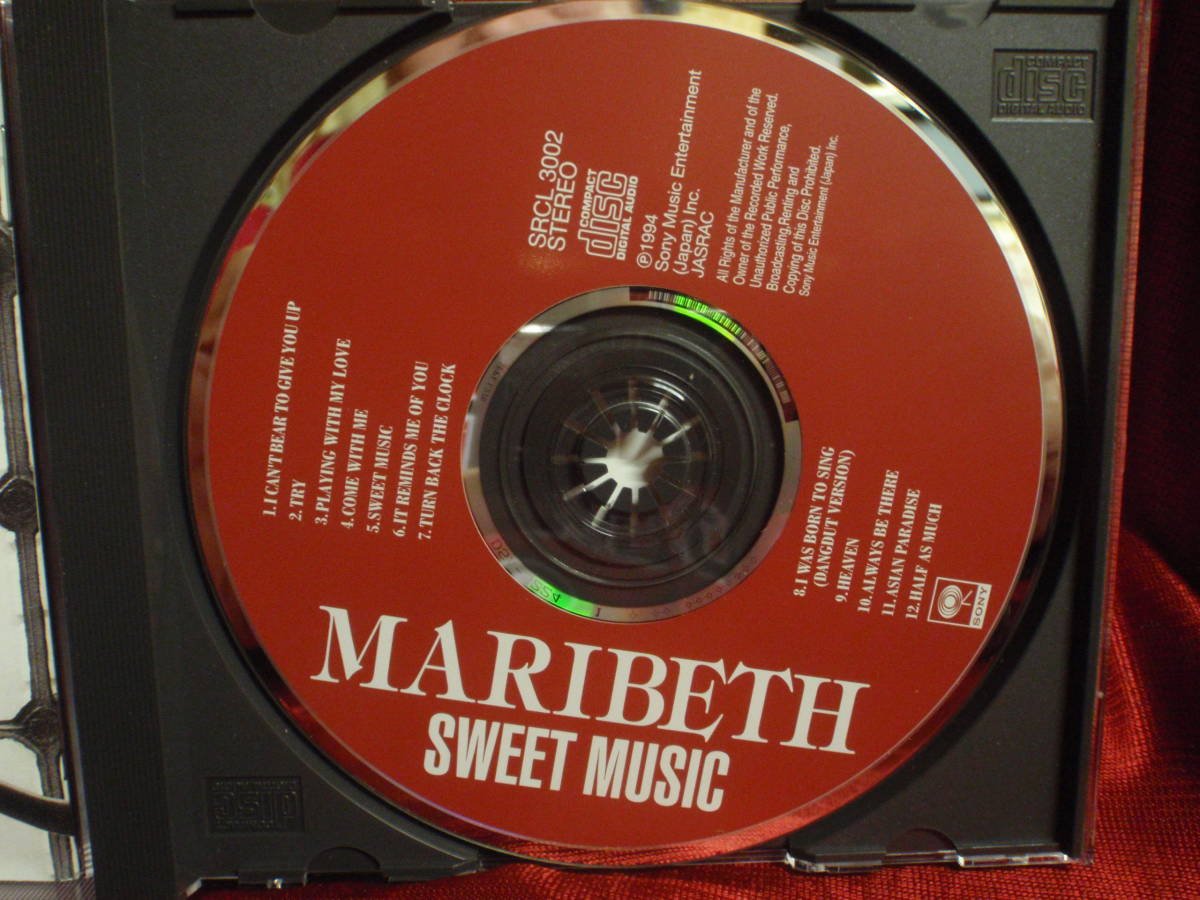 SRCL 3002
STEREO
COMPACT
disc
DIGITAL AUDIO
℗1994
Sony Music Entertainment
(Japan) Inc.
JASRAC
All Rights of the Manufacturer and of the
Owner of the Recorded Work Reserved.
Unauthorized Public Performance,
Broadcasting,Renting and
Copying of this Disc Prohibited.
Sony Music Entertainment (Japan) Inc.
1.I CAN'T BEAR TO GIVE YOU UP
2.TRY
3.PLAYING WITH MY LOVE
4.COME WITH ME
5.SWEET MUSIC
6.IT REMINDS ME OF YOU
7.TURN BACK THE CLOCK
8.I WAS BORN TO SING
(DANGDUT VERSION)
9.HEAVEN
10.ALWAYS BE THERE
11.ASIAN PARADISE
12.HALF AS MUCH
SONY
MARIBETH
SWEET MUSIC
COMPACT
disc
DIGITAL AUDIO
disc